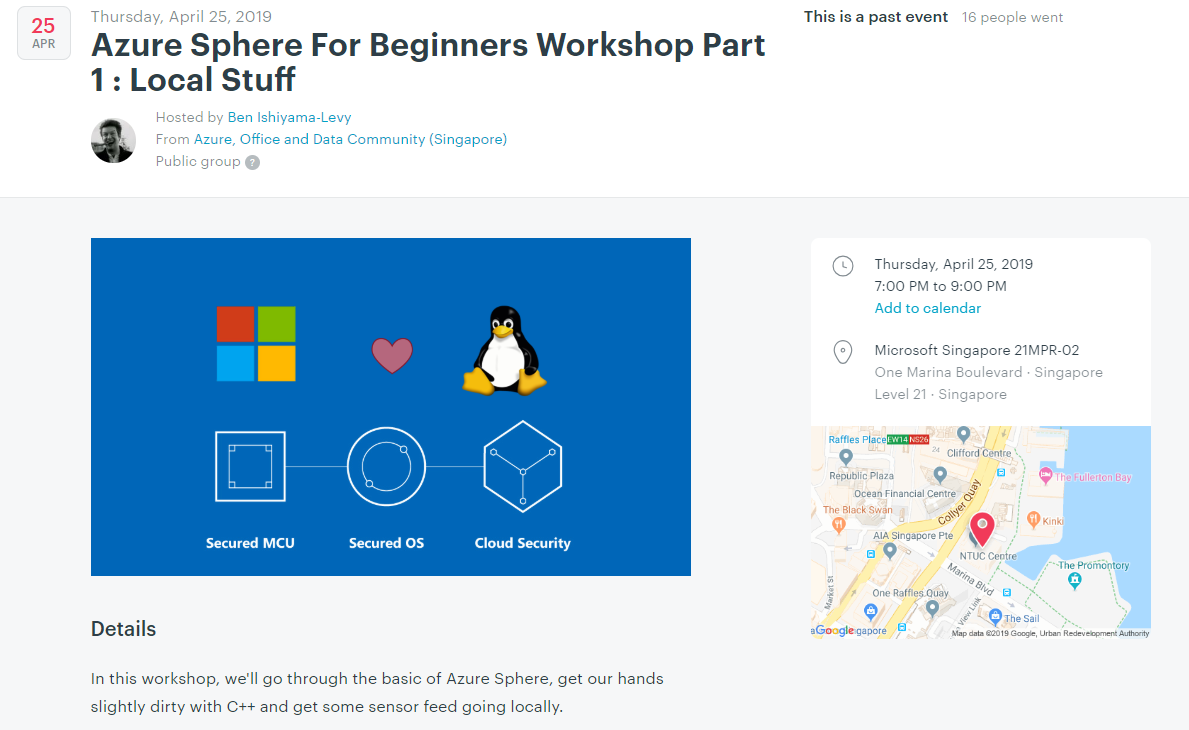 25
APR
Thursday, April 25, 2019
Azure Sphere For Beginners Workshop Part
1 : Local Stuff
Hosted by Ben Ishiyama-Levy
From Azure, Office and Data Community (Singapore)
Public group ?
This is a past event 16 people went
Secured MCU Secured OS Cloud Security
Details
In this workshop, we'll go through the basic of Azure Sphere, get our hands
slightly dirty with C++ and get some sensor feed going locally.
Thursday, April 25, 2019
7:00 PM to 9:00 PM
Add to calendar
Microsoft Singapore 21MPR-02
One Marina Boulevard · Singapore
Level 21 · Singapore
Raffles Place EW14 NS26
Clifford Centre
Republic Plaza
The Fullerton Bay
Ocean Financial Centre
Collyer Quay
The Black Swan
Kinki
AIA Singapore Pte
NTUC Centre
The Promontory
Marina Blvd
Market St
One Raffles Quay
View Link
The Sail
Google
gapore
Map data ©2019 Google, Urban Redevelopment Authority